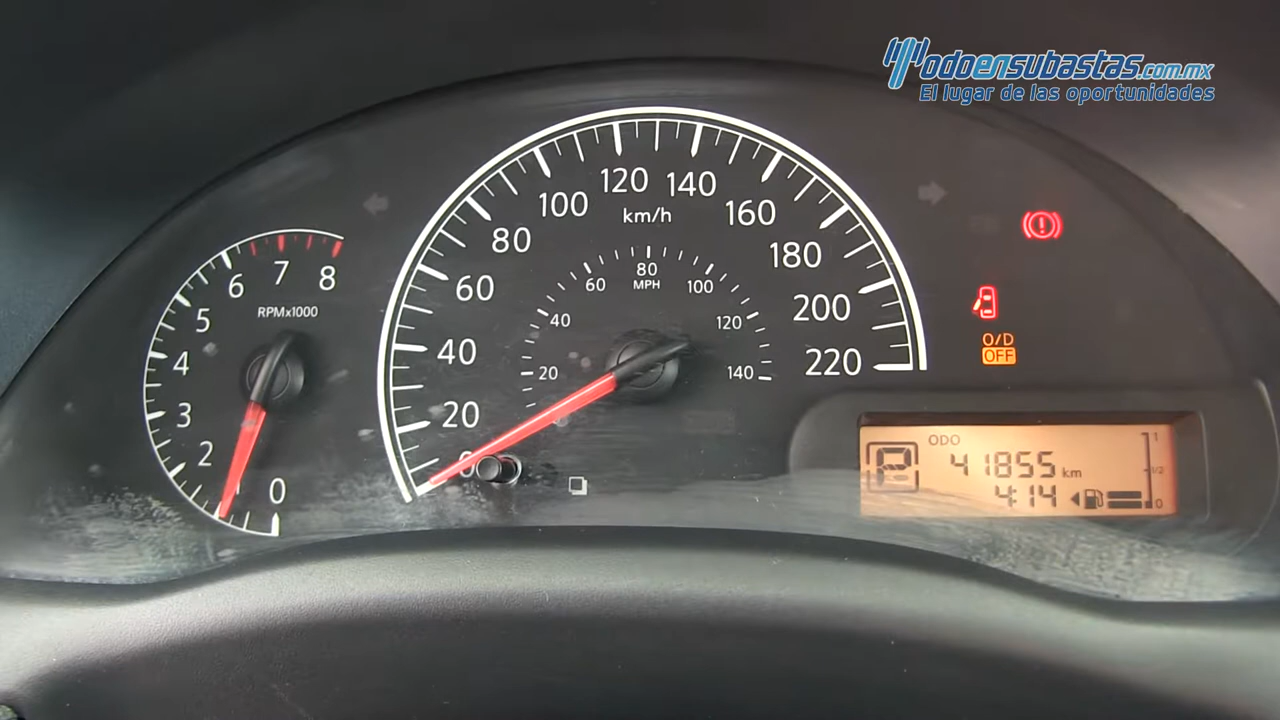 Todoensubastas.com.mx
El lugar de las oportunidades
120 140
100 160
km/h
80 180
60 200
40 220
20
0
80
MPH
60 100
40 120
20 140
6 7 8
RPMx1000
5
4
3
2
0
O/D
OFF
P
ODO
41855 km
4:14
1
1/2
0